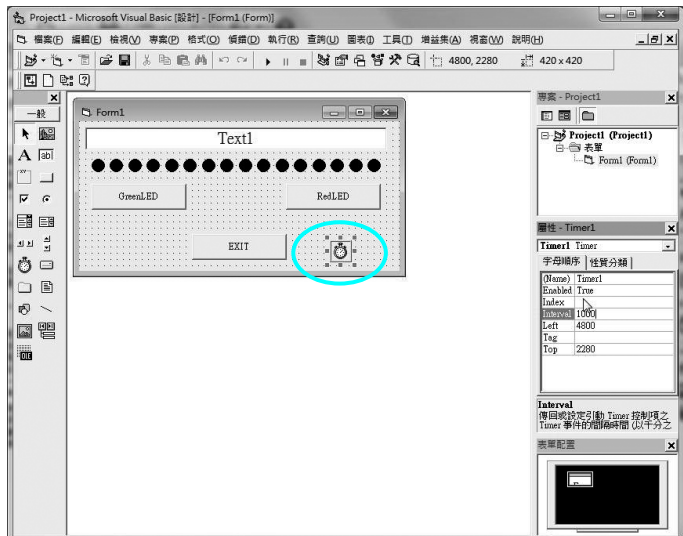 Project1 - Microsoft Visual Basic [設計] - [Form1 (Form)]
檔案(F) 編輯(E) 檢視(V) 專案(P) 格式(O) 偵錯(D) 執行(R) 查詢(U) 圖表(I) 工具(T) 增益集(A) 視窗(W) 說明(H)
4800, 2280 420 x 420
一般
A ab|
OLE
Form1
Text1
GreenLED RedLED
EXIT
專案 - Project1
Project1 (Project1)
表單
Form1 (Form1)
屬性 - Timer1
Timer1 Timer
字母順序 性質分類
(Name) Timer1
Enabled True
Index
Interval 1000
Left 4800
Tag
Top 2280
Interval
傳回或設定引動 Timer 控制項之
Timer 事件的間隔時間 (以千分之
表單配置